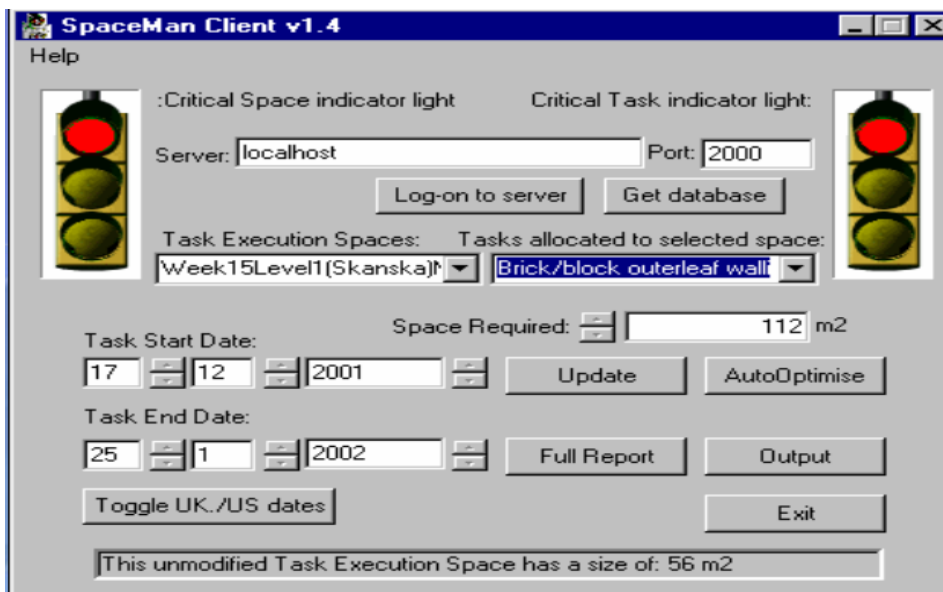 SpaceMan Client v1.4
Help
:Critical Space indicator light Critical Task indicator light:
Server: localhost Port: 2000
Log-on to server Get database
Task Execution Spaces: Tasks allocated to selected space:
Week15Level1(Skanska) Brick/block outerleaf walli
Space Required: 112 m2
Task Start Date:
17 12 2001 Update AutoOptimise
Task End Date:
25 1 2002 Full Report Output
Toggle UK./US dates
Exit
This unmodified Task Execution Space has a size of: 56 m2